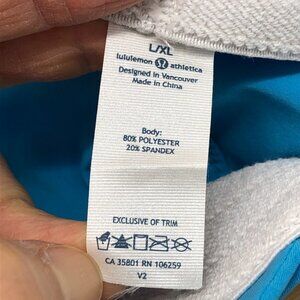 L/XL
lululemon athletica
Designed in Vancouver
Made in China
Body:
80% POLYESTER
20% SPANDEX
EXCLUSIVE OF TRIM
CA 35801 RN 106259
V2